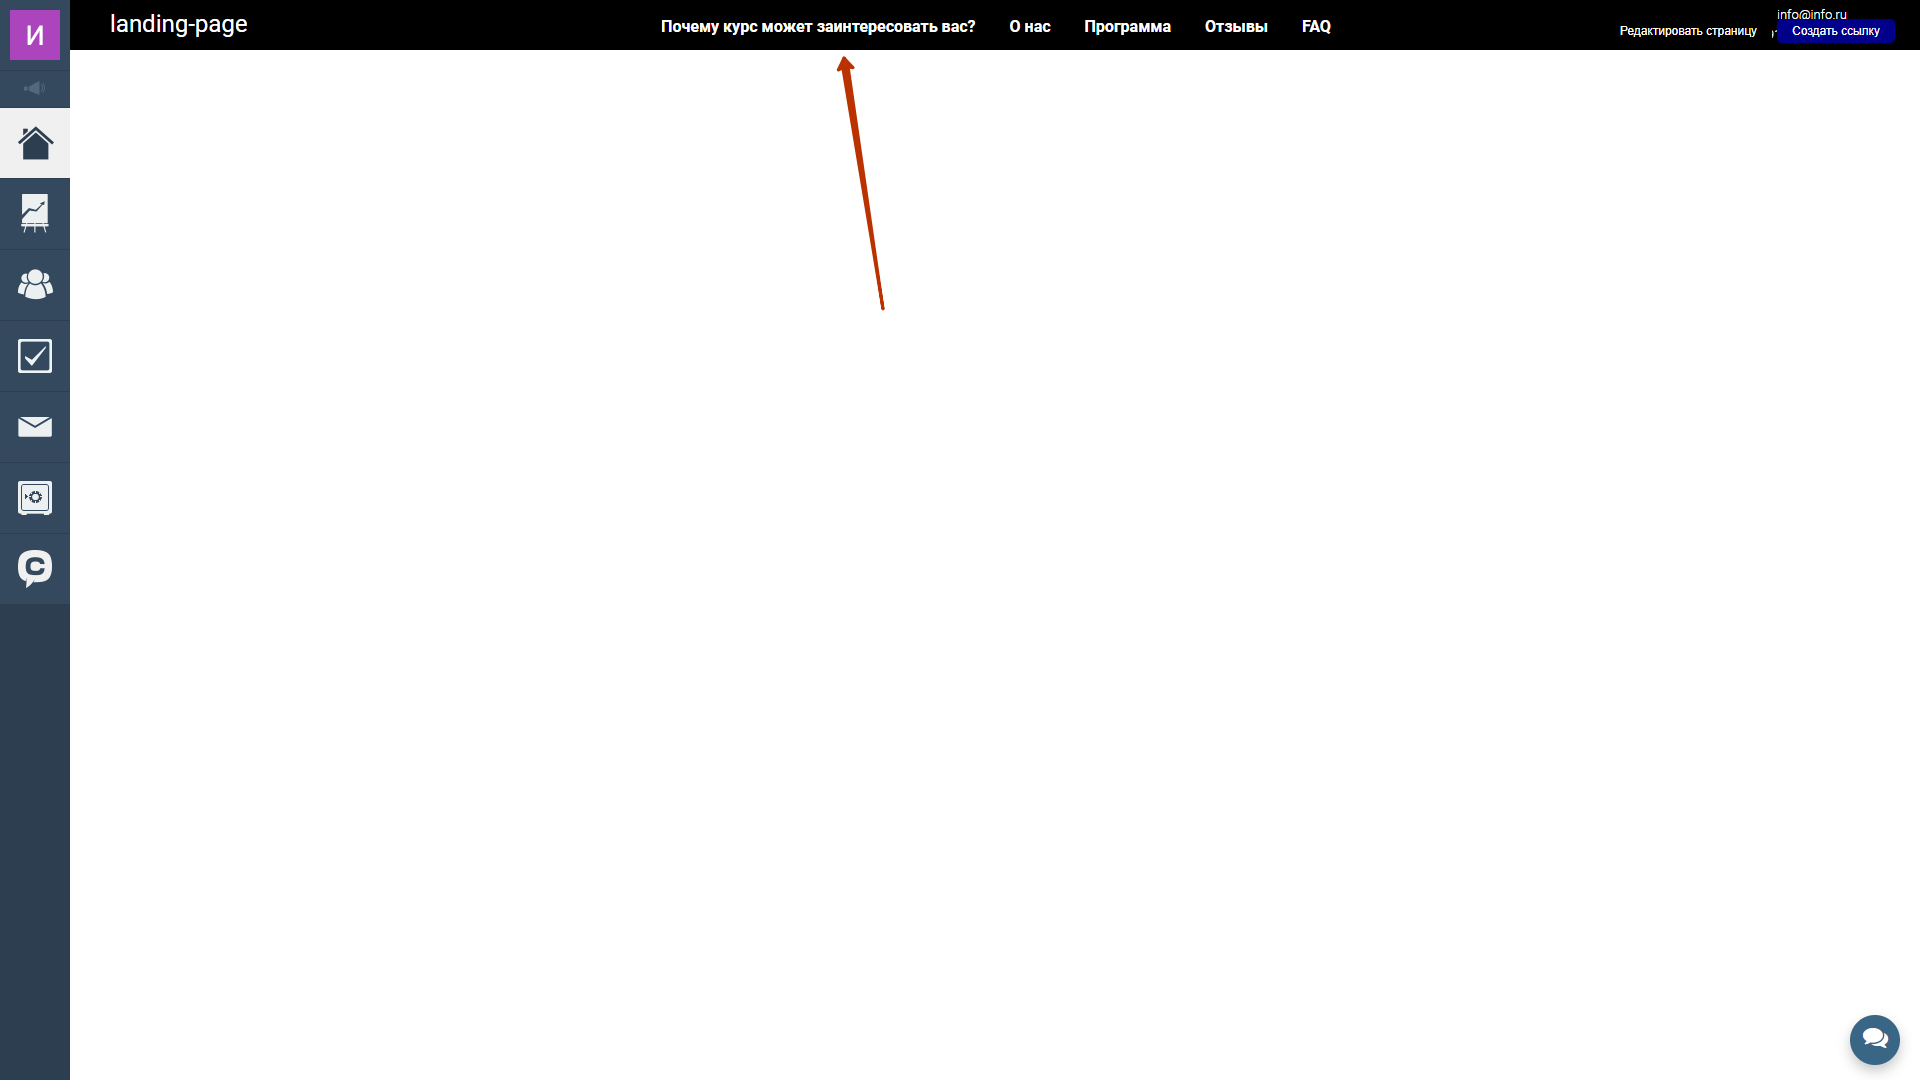 И
landing-page
Почему курс может заинтересовать вас? О нас Программа Отзывы FAQ
info@info.ru
Редактировать страницу
Создать ссылку